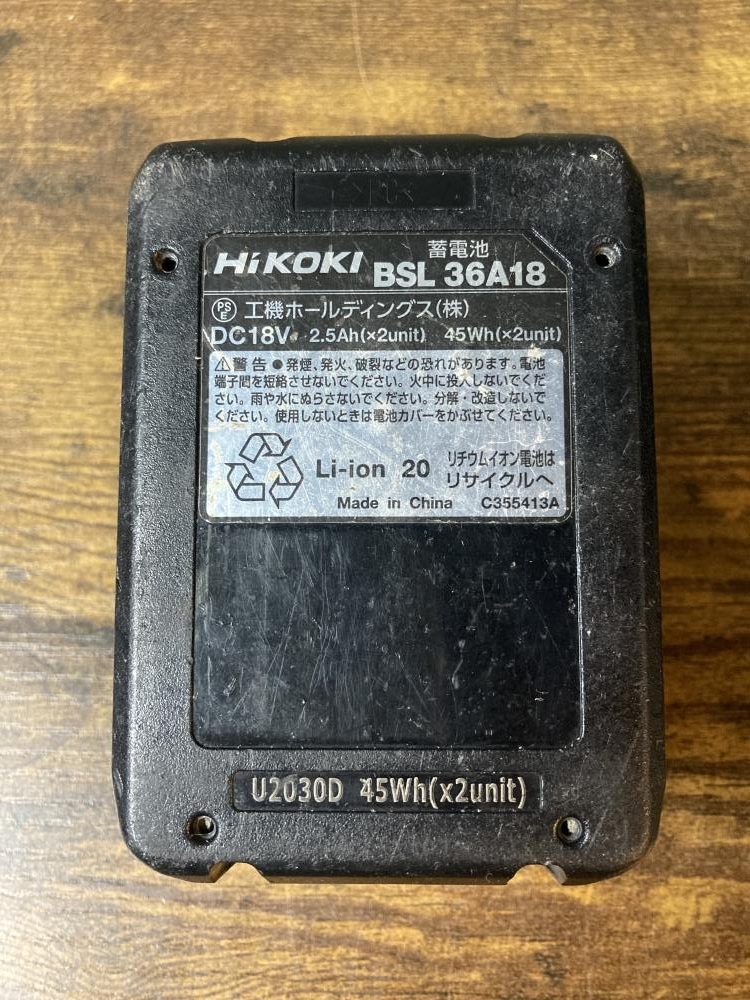 HiKOKI 蓄電池 BSL 36A18
PS E 工機ホールディングス(株)
DC18V 2.5Ah(×2unit) 45Wh(×2unit)
⚠警告 ●発煙、発火、破裂などの恐れがあります。電池
端子間を短絡させないでください。火中に投入しないでくだ
さい。雨や水にぬらさないでください。分解・改造しないで
ください。使用しないときは電池カバーをかぶせてください。
Li-ion 20 リチウムイオン電池は
リサイクルへ
Made in China C355413A
U2030D 45Wh(x2unit)